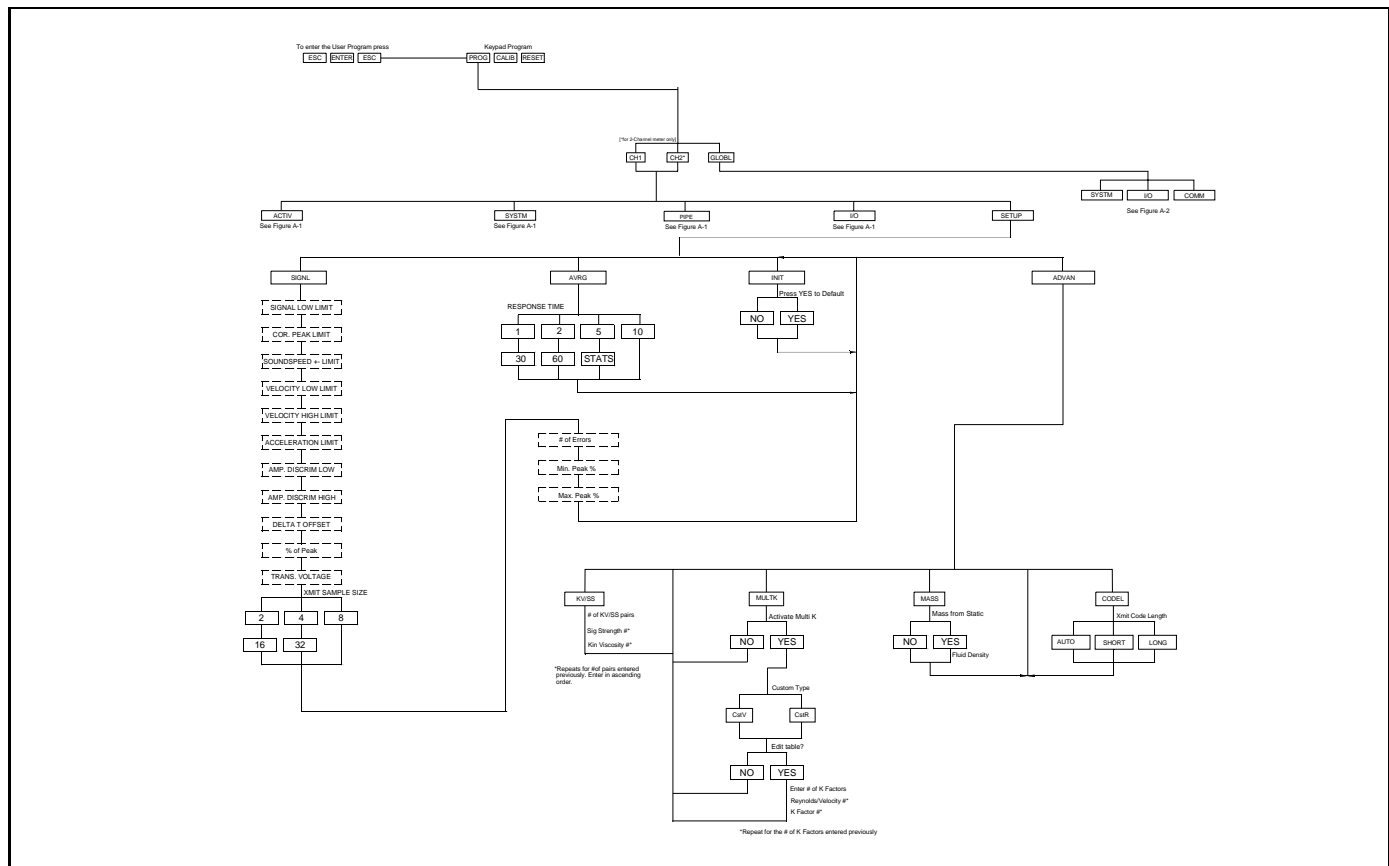 To enter the User Program press
Keypad Program
ESC ENTER ESC
PROG CALIB RESET
[*for 2-Channel meter only]
CH1 CH2* GLOBL
SYSTM I/O COMM
See Figure A-2
ACTIV SYSTM PIPE I/O SETUP
See Figure A-1 See Figure A-1 See Figure A-1 See Figure A-1
SIGNL AVRG INIT ADVAN
SIGNAL LOW LIMIT
COR. PEAK LIMIT
SOUNDSPEED +- LIMIT
VELOCITY LOW LIMIT
VELOCITY HIGH LIMIT
ACCELERATION LIMIT
AMP. DISCRIM LOW
AMP. DISCRIM HIGH
DELTA T OFFSET
% of Peak
TRANS. VOLTAGE
XMIT SAMPLE SIZE
2 4 8
16 32
RESPONSE TIME
1 2 5 10
30 60 STATS
Press YES to Default
NO YES
# of Errors
Min. Peak %
Max. Peak %
KV/SS MULTK MASS CODEL
# of KV/SS pairs
Sig Strength #*
Kin Viscosity #*
*Repeats for #of pairs entered
previously. Enter in ascending
order.
Activate Multi K
NO YES
Custom Type
CstV CstR
Edit table?
NO YES
Enter # of K Factors
Reynolds/Velocity #*
K Factor #*
*Repeat for the # of K Factors entered previously
Mass from Static
NO YES
Fluid Density
Xmit Code Length
AUTO SHORT LONG